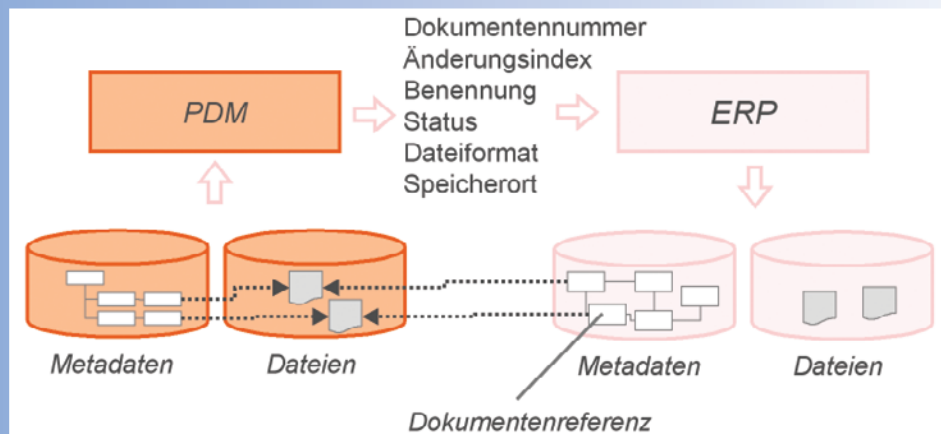 Dokumentennummer
Änderungsindex
Benennung
Status
Dateiformat
Speicherort
PDM
ERP
Metadaten
Dateien
Metadaten
Dateien
Dokumentenreferenz